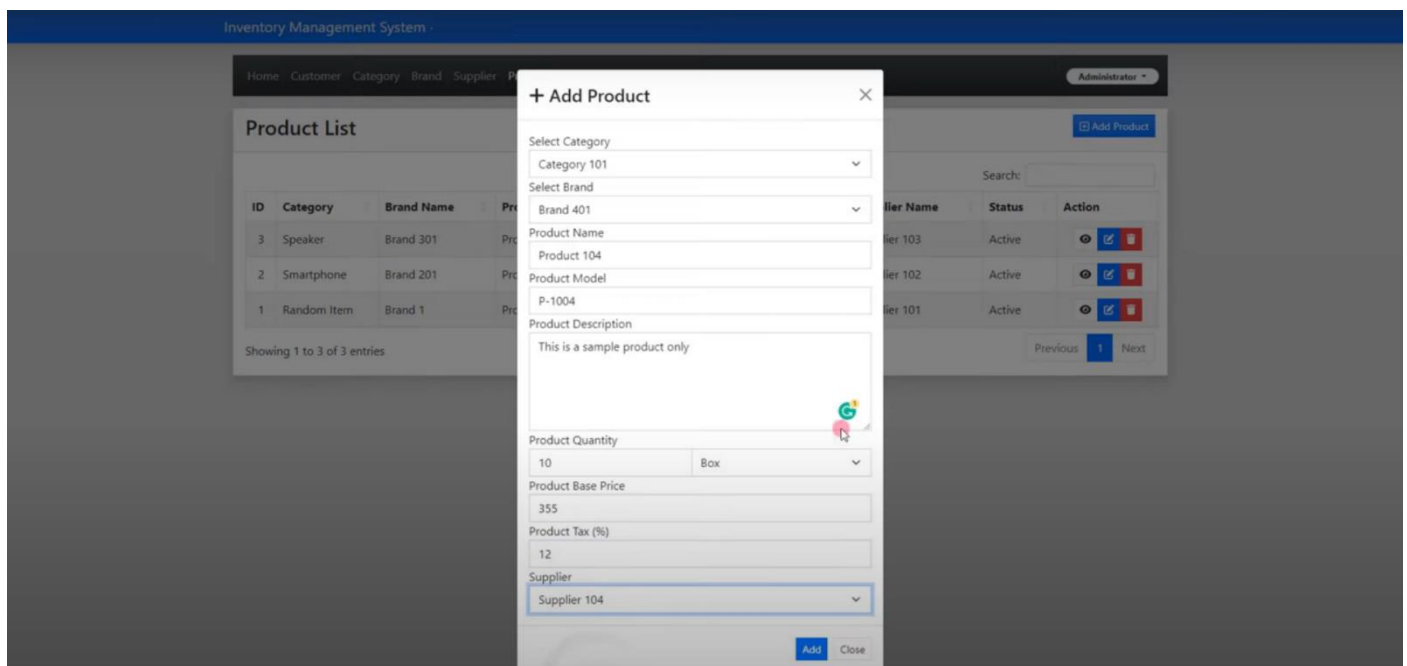 Inventory Management System
Home Customer Category Brand Supplier
Administrator
+ Add Product
Product List
Add Product
Select Category
Category 101
Search:
Select Brand
Brand 401
ID Category Brand Name Status Action
Product Name
Product 104
3 Speaker Brand 301 103 Active
Product Model
P-1004
2 Smartphone Brand 201 102 Active
1 Random Item Brand 1 101 Active
Product Description
This is a sample product only
Showing 1 to 3 of 3 entries
Previous 1 Next
Product Quantity
10 Box
Product Base Price
355
Product Tax (%)
12
Supplier
Supplier 104
Add Close